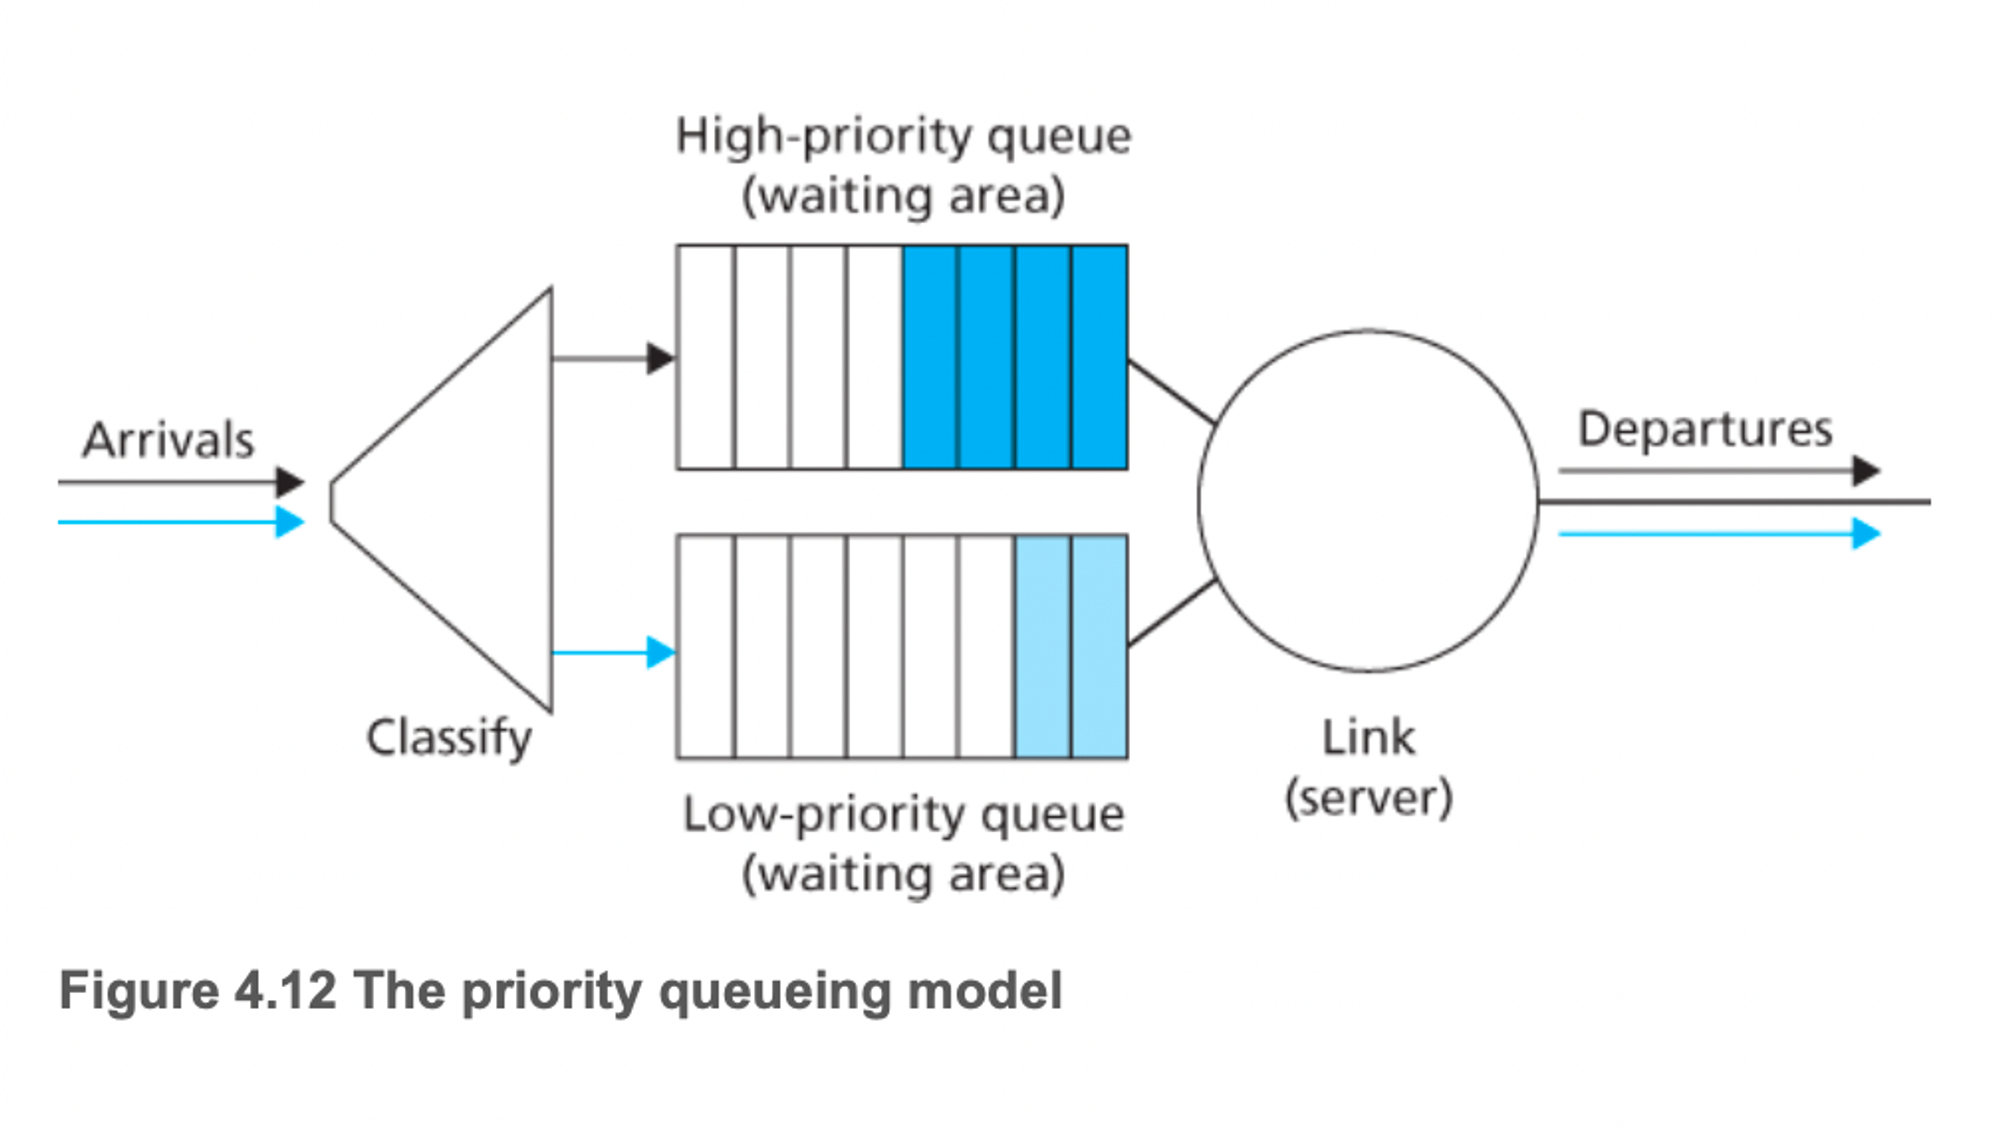 High-priority queue
(waiting area)
Arrivals
Departures
Classify
Link
(server)
Low-priority queue
(waiting area)
Figure 4.12 The priority queueing model